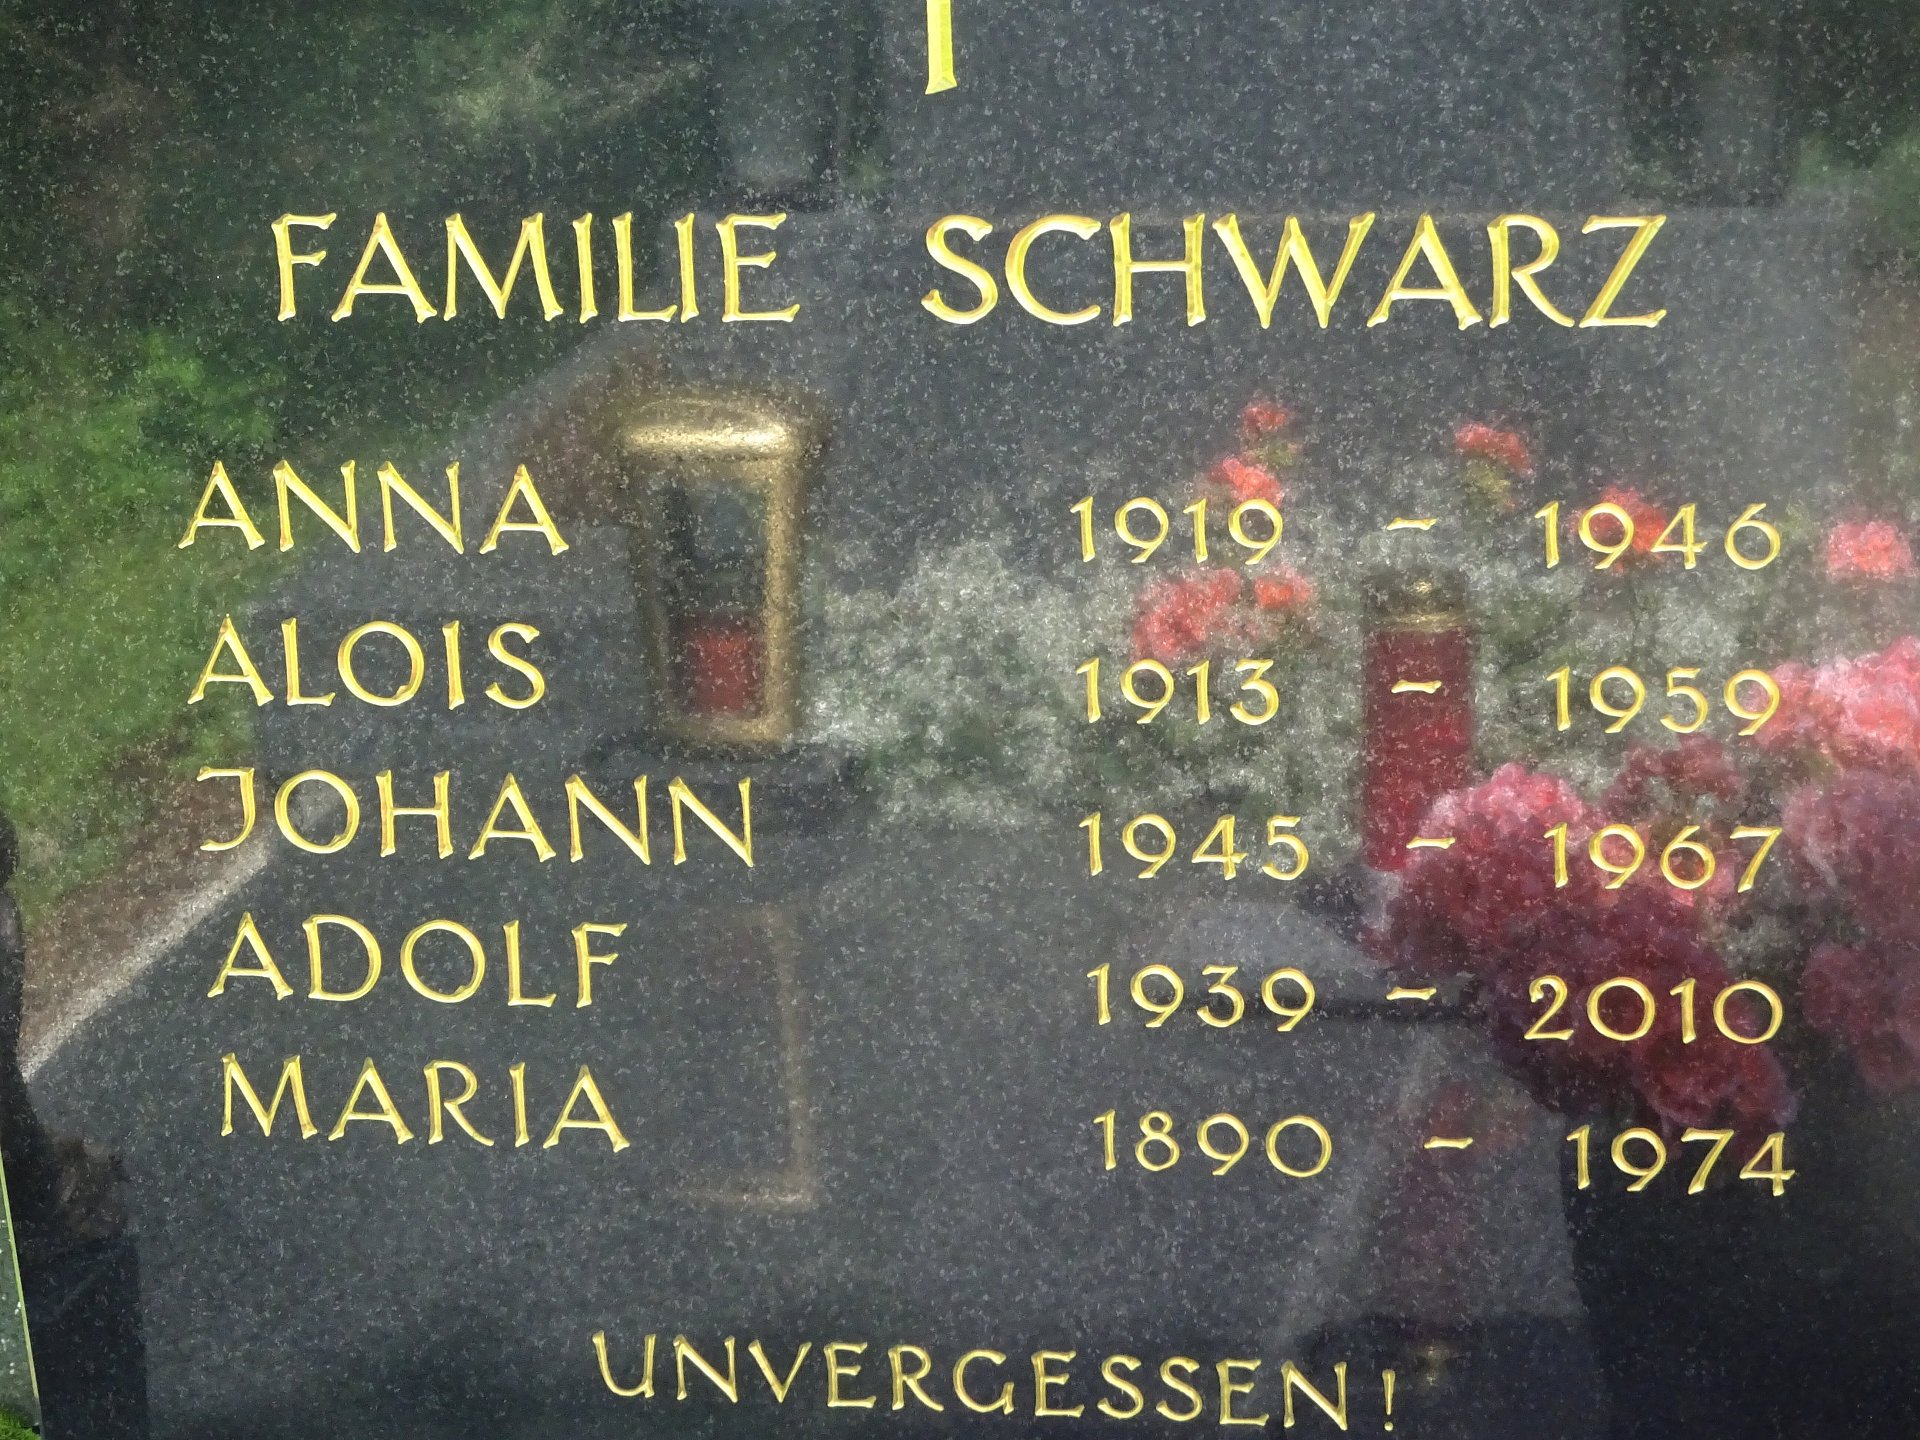 FAMILIE SCHWARZ
ANNA 1919 - 1946
ALOIS 1913 - 1959
JOHANN 1945 - 1967
ADOLF 1939 - 2010
MARIA 1890 - 1974
UNVERGESSEN!